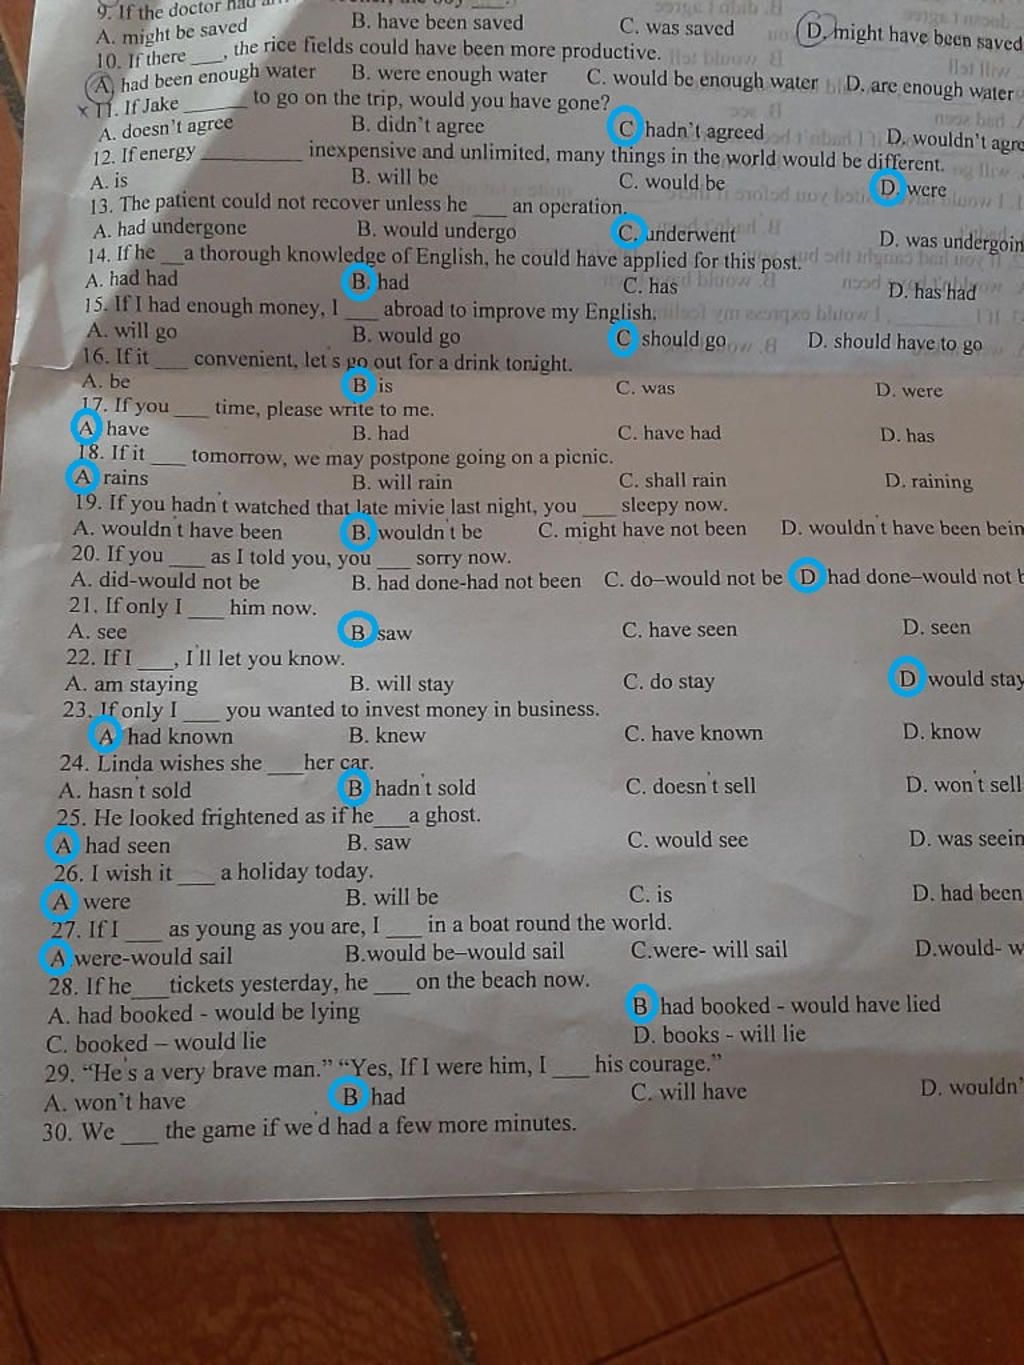 9. If the doctor had
A. might be saved B. have been saved C. was saved D. might have been saved
10. If there ___, the rice fields could have been more productive.
A. had been enough water B. were enough water C. would be enough water D. are enough water
11. If Jake ______ to go on the trip, would you have gone?
A. doesn't agree B. didn't agree C hadn't agreed D. wouldn't agre
12. If energy _________ inexpensive and unlimited, many things in the world would be different.
A. is B. will be C. would be D. were
13. The patient could not recover unless he ___ an operation.
A. had undergone B. would undergo C. underwent D. was undergoin
14. If he __a thorough knowledge of English, he could have applied for this post.
A. had had B. had C. has D. has had
15. If I had enough money, I ___ abroad to improve my English.
A. will go B. would go C should go D. should have to go
16. If it ___ convenient, let's go out for a drink tonight.
A. be B is C. was D. were
17. If you ___ time, please write to me.
A have B. had C. have had D. has
18. If it ___ tomorrow, we may postpone going on a picnic.
A rains B. will rain C. shall rain D. raining
19. If you hadn't watched that late mivie last night, you ___ sleepy now.
A. wouldn't have been B. wouldn't be C. might have not been D. wouldn't have been bein
20. If you ___ as I told you, you ___ sorry now.
A. did-would not be B. had done-had not been C. do–would not be D had done–would not b
21. If only I ___ him now.
A. see B saw C. have seen D. seen
22. If I ___, I'll let you know.
A. am staying B. will stay C. do stay D would stay
23. If only I ___ you wanted to invest money in business.
A had known B. knew C. have known D. know
24. Linda wishes she ___her car.
A. hasn't sold B hadn't sold C. doesn't sell D. won't sell
25. He looked frightened as if he___a ghost.
A had seen B. saw C. would see D. was seein
26. I wish it ___ a holiday today.
A were B. will be C. is D. had been
27. If I ___ as young as you are, I ___ in a boat round the world.
A were-would sail B.would be–would sail C.were- will sail D.would- w
28. If he___tickets yesterday, he ___ on the beach now.
A. had booked - would be lying B had booked - would have lied
C. booked – would lie D. books - will lie
29. “He's a very brave man.” “Yes, If I were him, I ___ his courage.”
A. won't have B had C. will have D. wouldn'
30. We ___ the game if we'd had a few more minutes.